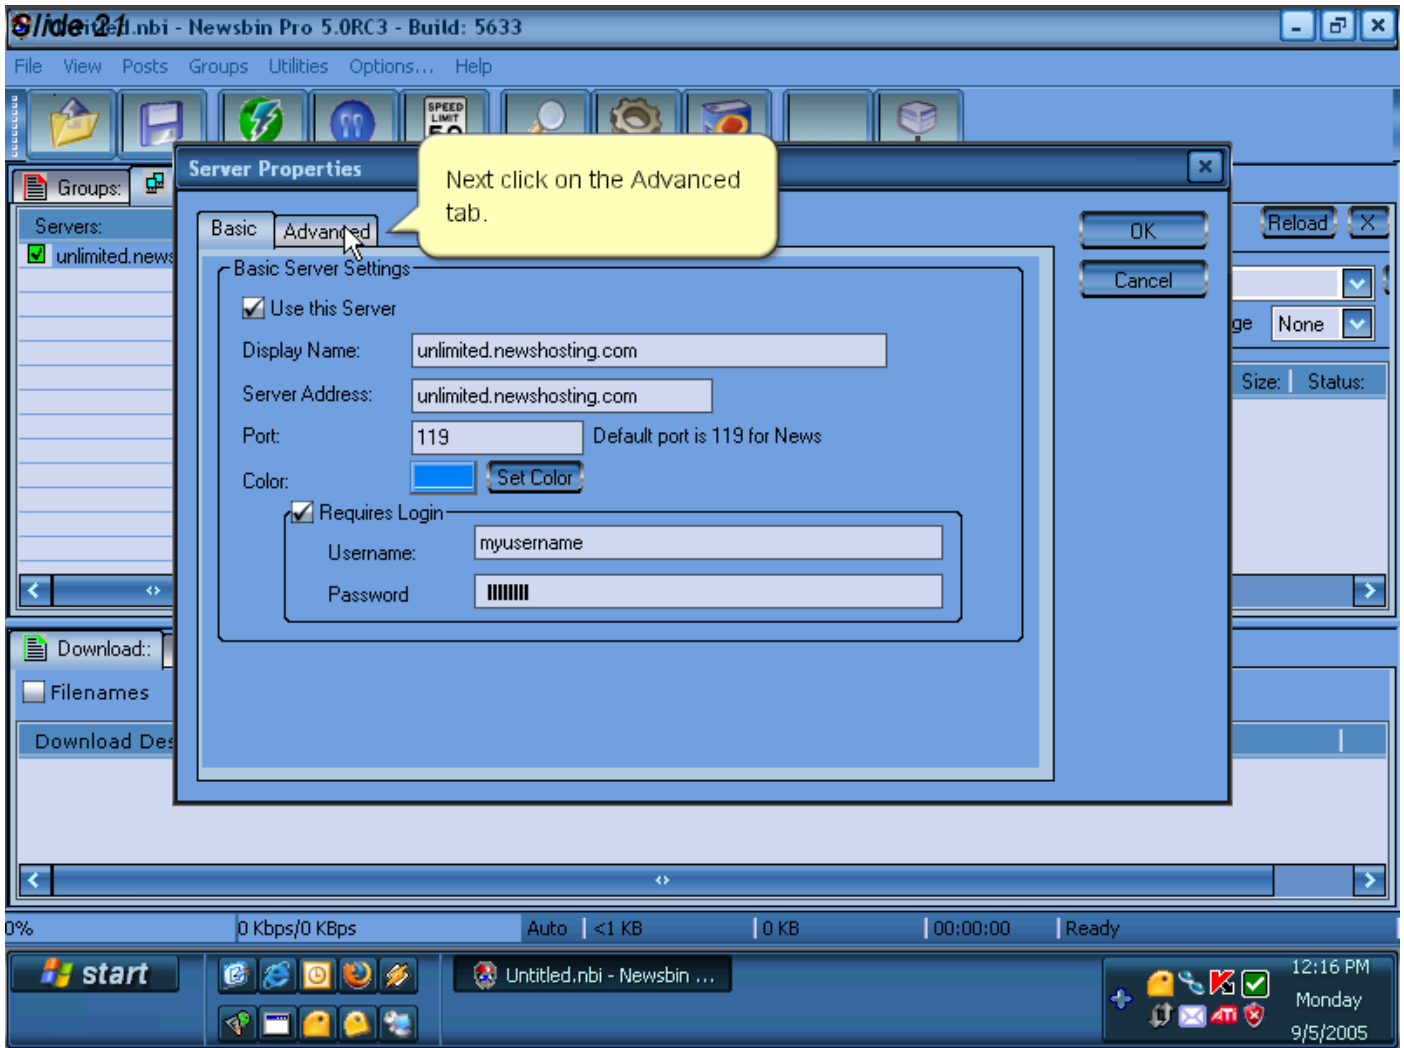 Slide 21
Untitled.nbi - Newsbin Pro 5.0RC3 - Build: 5633
File View Posts Groups Utilities Options... Help
SPEED
LIMIT
50
Server Properties
Next click on the Advanced
tab.
Groups:
Servers:
unlimited.news
Basic Advanced
OK
Cancel
Reload X
Basic Server Settings
Use this Server
Display Name: unlimited.newshosting.com
Server Address: unlimited.newshosting.com
Port: 119 Default port is 119 for News
Color: Set Color
Requires Login
Username: myusername
Password
ge None
Size: Status:
Download::
Filenames
Download Des
0% 0 Kbps/0 KBps Auto <1 KB 0 KB 00:00:00 Ready
start
Untitled.nbi - Newsbin ...
ATI
12:16 PM
Monday
9/5/2005